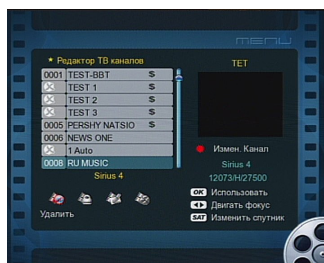 menu
★ Редактор ТВ каналов
TET
0001 TEST-BBT $
TEST 1 $
TEST 2 $
TEST 3 $
0005 PERSHY NATSIO $
0006 NEWS ONE
1 Auto
0008 RU MUSIC
Sirius 4
Измен. Канал
Sirius 4
12073/H/27500
OK Использовать
Двигать фокус
SAT Изменить спутник
Удалить